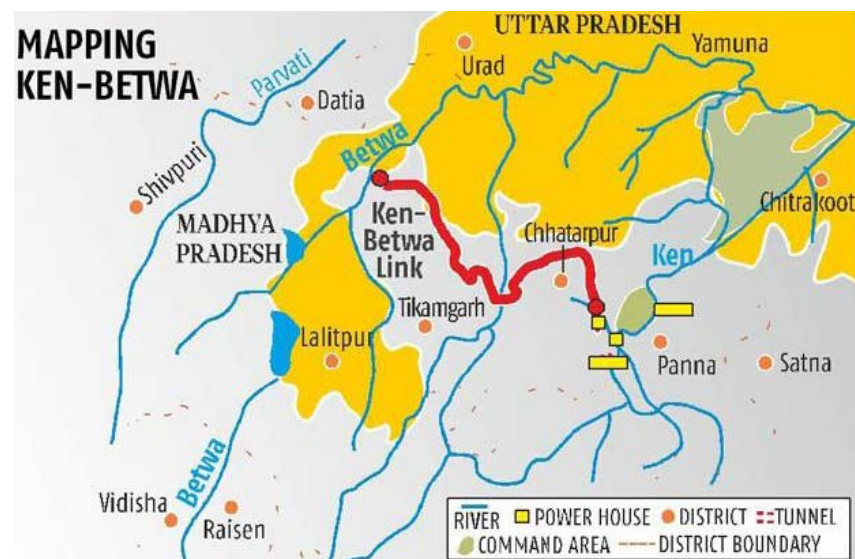 MAPPING
KEN-BETWA
UTTAR PRADESH
Yamuna
Urad
Parvati
Datia
Betwa
Shivpuri
Chitrakoot
MADHYA
PRADESH
Ken-
Betwa
Link
Chhatarpur
Ken
Tikamgarh
Lalitpur
Panna
Satna
Betwa
Vidisha
Raisen
RIVER POWER HOUSE DISTRICT TUNNEL
COMMAND AREA DISTRICT BOUNDARY